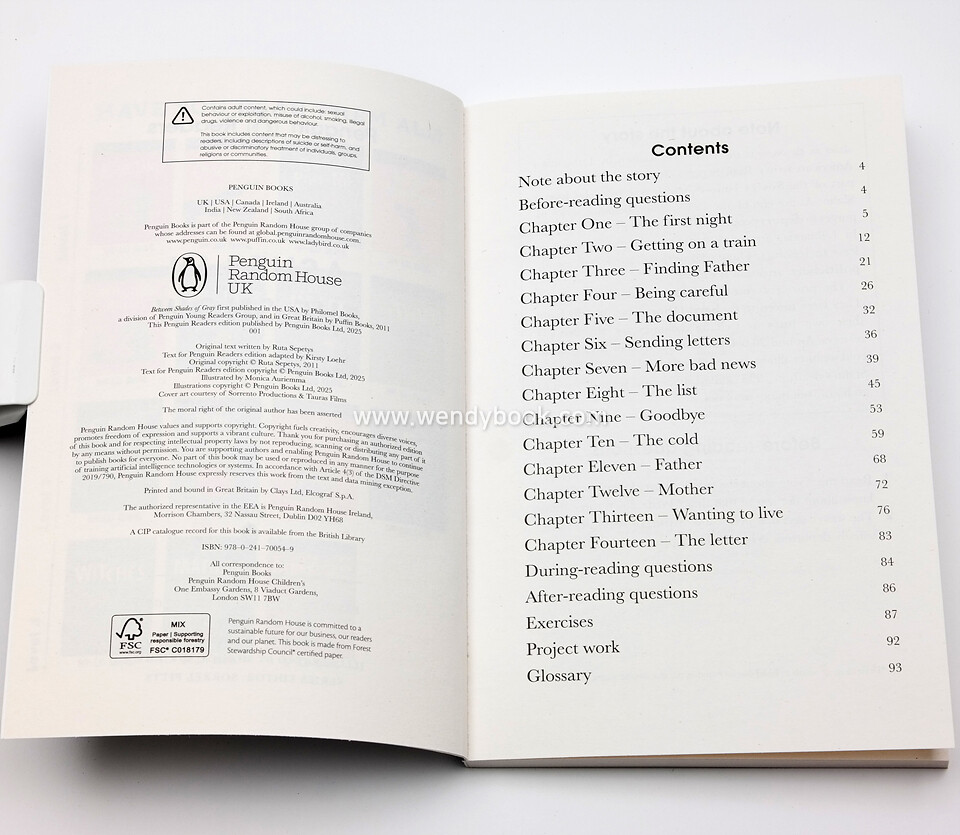 Contains adult content, which could include: sexual
behaviour or exploitation, misuse of alcohol, smoking, illegal
drugs, violence and dangerous behaviour.
This book includes content that may be distressing to
readers, including descriptions of suicide or self-harm, and
abusive or discriminatory treatment of individuals, groups,
religions or communities.
PENGUIN BOOKS
UK | USA | Canada | Ireland | Australia
India | New Zealand | South Africa
Penguin Books is part of the Penguin Random House group of companies
whose addresses can be found at global.penguinrandomhouse.com.
www.penguin.co.uk www.puffin.co.uk www.ladybird.co.uk
Penguin
Random House
UK
Between Shades of Gray first published in the USA by Philomel Books,
a division of Penguin Young Readers Group, and in Great Britain by Puffin Books, 2011
This Penguin Readers edition published by Penguin Books Ltd, 2025
001
Original text written by Ruta Sepetys
Text for Penguin Readers edition adapted by Kirsty Loehr
Original copyright © Ruta Sepetys, 2011
Text for Penguin Readers edition copyright © Penguin Books Ltd, 2025
Illustrated by Monica Auriemma
Illustrations copyright © Penguin Books Ltd, 2025
Cover art courtesy of Sorrento Productions & Tauras Films
The moral right of the original author has been asserted
Penguin Random House values and supports copyright. Copyright fuels creativity, encourages diverse voices,
promotes freedom of expression and supports a vibrant culture. Thank you for purchasing an authorized edition
of this book and for respecting intellectual property laws by not reproducing, scanning or distributing any part of it
by any means without permission. You are supporting authors and enabling Penguin Random House to continue
to publish books for everyone. No part of this book may be used or reproduced in any manner for the purpose
of training artificial intelligence technologies or systems. In accordance with Article 4(3) of the DSM Directive
2019/790, Penguin Random House expressly reserves this work from the text and data mining exception.
Printed and bound in Great Britain by Clays Ltd, Elcograf S.p.A.
The authorized representative in the EEA is Penguin Random House Ireland,
Morrison Chambers, 32 Nassau Street, Dublin D02 YH68
A CIP catalogue record for this book is available from the British Library
ISBN: 978-0-241-70054-9
All correspondence to:
Penguin Books
Penguin Random House Children's
One Embassy Gardens, 8 Viaduct Gardens,
London SW11 7BW
FSC
www.fsc.org
MIX
Paper | Supporting
responsible forestry
FSC® C018179
Penguin Random House is committed to a
sustainable future for our business, our readers
and our planet. This book is made from Forest
Stewardship Council® certified paper.
Contents
Note about the story 4
Before-reading questions 4
Chapter One – The first night 5
Chapter Two – Getting on a train 12
Chapter Three – Finding Father 21
Chapter Four – Being careful 26
Chapter Five – The document 32
Chapter Six – Sending letters 36
Chapter Seven – More bad news 39
Chapter Eight – The list 45
Chapter Nine – Goodbye 53
Chapter Ten – The cold 59
Chapter Eleven – Father 68
Chapter Twelve – Mother 72
Chapter Thirteen – Wanting to live 76
Chapter Fourteen – The letter 83
During-reading questions 84
After-reading questions 86
Exercises 87
Project work 92
Glossary 93
www.wendybook.com